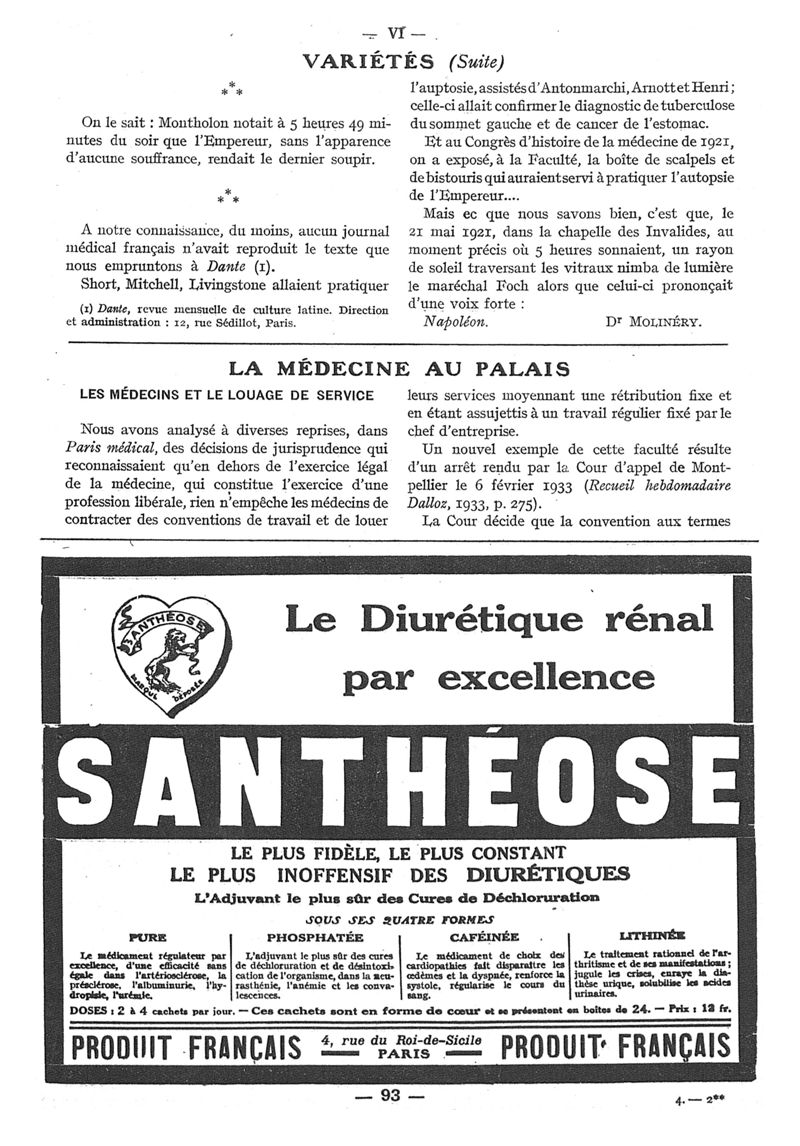 — VI —
VARIÉTÉS (Suite)
* * *
On le sait : Montholon notait à 5 heures 49 mi-
nutes du soir que l'Empereur, sans l'apparence
d'aucune souffrance, rendait le dernier soupir.
* * *
A notre connaissance, du moins, aucun journal
médical français n'avait reproduit le texte que
nous empruntons à Dante (1).
Short, Mitchell, Livingstone allaient pratiquer
(1) Dante, revue mensuelle de culture latine. Direction
et administration : 12, rue Sédillot, Paris.
l'auptosie, assistés d'Antonmarchi, Arnott et Henri ;
celle-ci allait confirmer le diagnostic de tuberculose
du sommet gauche et de cancer de l'estomac.
Et au Congrès d'histoire de la médecine de 1921,
on a exposé, à la Faculté, la boîte de scalpels et
de bistouris qui auraient servi à pratiquer l'autopsie
de l'Empereur....
Mais ec que nous savons bien, c'est que, le
21 mai 1921, dans la chapelle des Invalides, au
moment précis où 5 heures sonnaient, un rayon
de soleil traversant les vitraux nimba de lumière
le maréchal Foch alors que celui-ci prononçait
d'une voix forte :
Napoléon. Dr MOLINÉRY.
LA MÉDECINE AU PALAIS
LES MÉDECINS ET LE LOUAGE DE SERVICE
Nous avons analysé à diverses reprises, dans
Paris médical, des décisions de jurisprudence qui
reconnaissaient qu'en dehors de l'exercice légal
de la médecine, qui constitue l'exercice d'une
profession libérale, rien n'empêche les médecins de
contracter des conventions de travail et de louer
leurs services moyennant une rétribution fixe et
en étant assujettis à un travail régulier fixé par le
chef d'entreprise.
Un nouvel exemple de cette faculté résulte
d'un arrêt rendu par la Cour d'appel de Mont-
pellier le 6 février 1933 (Recueil hebdomadaire
Dalloz, 1933, p. 275).
La Cour décide que la convention aux termes
SANTHÉOSE
MARQUE DÉPOSÉE
Le Diurétique rénal
par excellence
SANTHÉOSE
LE PLUS FIDÈLE, LE PLUS CONSTANT
LE PLUS INOFFENSIF DES DIURÉTIQUES
L'Adjuvant le plus sûr des Cures de Déchloruration
SOUS SES QUATRE FORMES
PURE
Le médicament régulateur par
excellence, d'une efficacité sans
égale dans l'artériosclérose, la
présclérose, l'albuminurie, l'hy-
dropisie, l'urémie.
PHOSPHATÉE
L'adjuvant le plus sûr des cures
de déchloruration et de désintoxi-
cation de l'organisme, dans la neu-
rasthénie, l'anémie et les conva-
lescences.
CAFÉINÉE
Le médicament de choix des
cardiopathies fait disparaître les
œdèmes et la dyspnée, renforce la
systole, régularise le cours du
sang.
LITHINÉE
Le traitement rationnel de l'ar-
thritisme et de ses manifestations ;
jugule les crises, enraye la dia-
thèse urique, solubilise les acides
urinaires.
DOSES : 2 à 4 cachets par jour. — Ces cachets sont en forme de cœur et se présentent en boîtes de 24. — Prix : 12 fr.
PRODUIT FRANÇAIS
4, rue du Roi-de-Sicile
— PARIS —
PRODUIT FRANÇAIS
— 93 —
4. — 2**